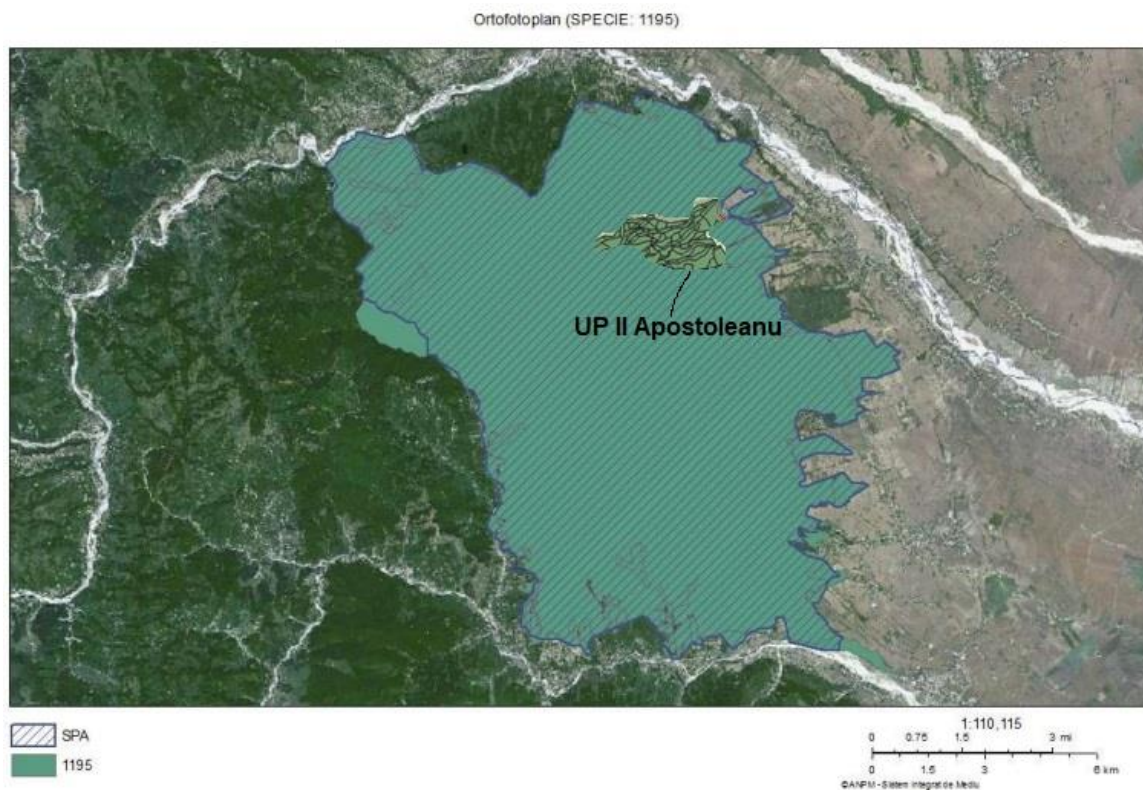 Ortofotoplan (SPECIE: 1195)
UP II Apostoleanu
SPA
1195
1:110,115
0 0.75 1.5 3 mi
0 1.5 3 6 km
©ANPM - Sistem Integrat de Mediu